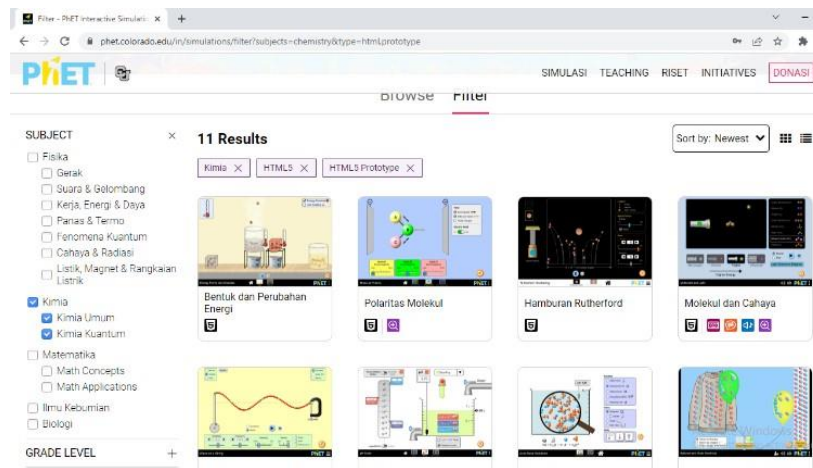 Filter - PhET Interactive Simulatio
phet.colorado.edu/in/simulations/filter?subjects=chemistry&type=html,prototype
PhET
SIMULASI TEACHING RISET INITIATIVES DONASI
Browse Filter
SUBJECT
Fisika
Gerak
Suara & Gelombang
Kerja, Energi & Daya
Panas & Termo
Fenomena Kuantum
Cahaya & Radiasi
Listik, Magnet & Rangkaian
Listrik
Kimia
Kimia Umum
Kimia Kuantum
Matematika
Math Concepts
Math Applications
Ilmu Kebumian
Biologi
GRADE LEVEL
11 Results
Sort by: Newest
Kimia HTML5 HTML5 Prototype
Bentuk dan Perubahan
Energi
Polaritas Molekul
Hamburan Rutherford
Molekul dan Cahaya
Windows